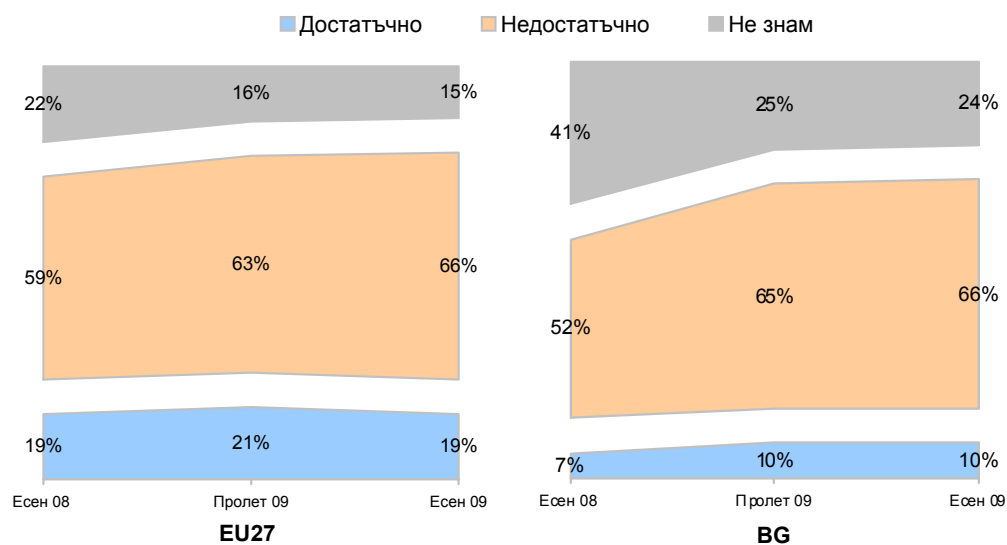 Достатъчно Недостатъчно Не знам
22% 16% 15%
59% 63% 66%
19% 21% 19%
Есен 08 Пролет 09 Есен 09
EU27
41% 25% 24%
52% 65% 66%
7% 10% 10%
Есен 08 Пролет 09 Есен 09
BG